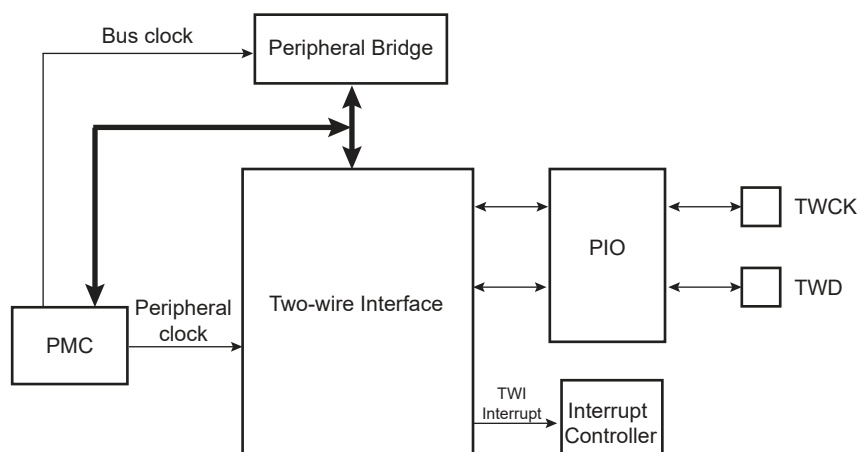 Bus clock
Peripheral Bridge
TWCK
PIO
Two-wire Interface
TWD
Peripheral
clock
PMC
TWI
Interrupt
Interrupt
Controller